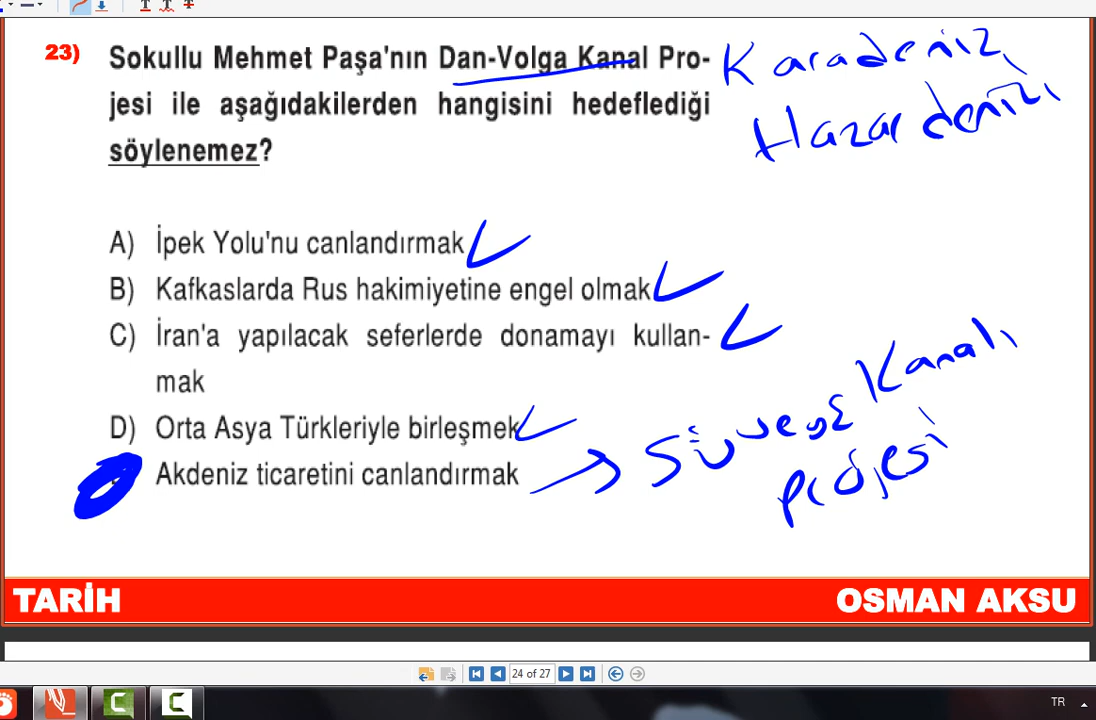 23) Sokullu Mehmet Paşa'nın Dan-Volga Kanal Pro-
jesi ile aşağıdakilerden hangisini hedeflediği
söylenemez?
Karadeniz
Hazar denizi
A) İpek Yolu'nu canlandırmak
B) Kafkaslarda Rus hakimiyetine engel olmak
C) İran'a yapılacak seferlerde donamayı kullan-
mak
D) Orta Asya Türkleriyle birleşmek
Akdeniz ticaretini canlandırmak
Süveyş Kanalı
projesi
TARİH
OSMAN AKSU
24 of 27
TR